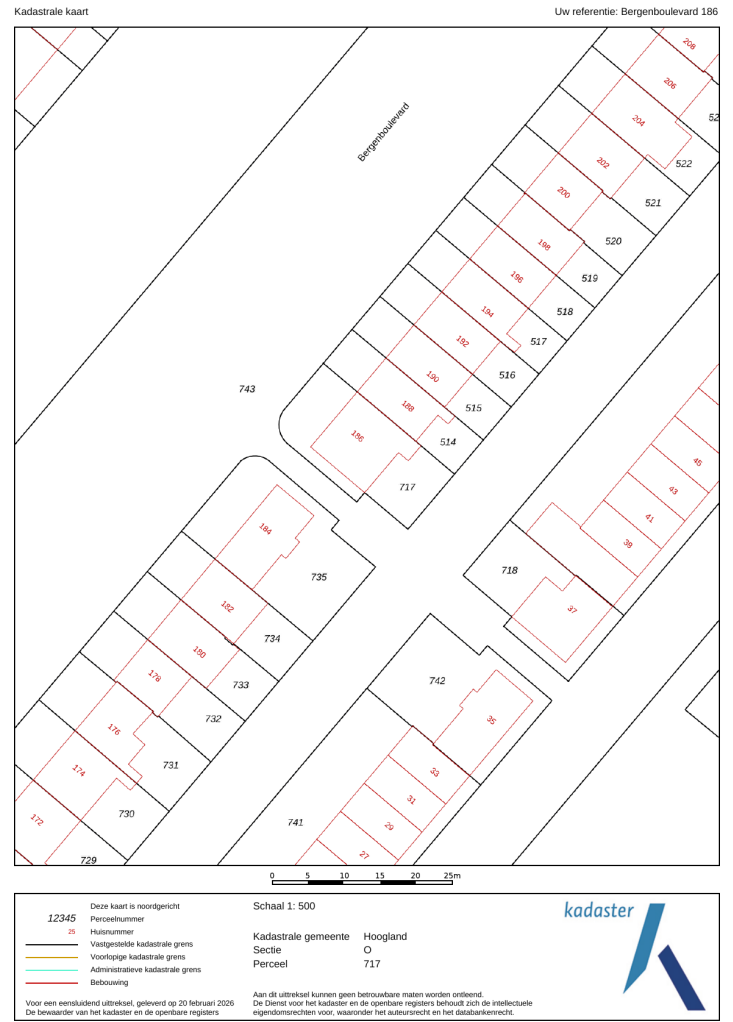 Kadastrale kaart
Uw referentie: Bergenboulevard 186
208
206
52
204
Bergenboulevard
202
522
200
521
198
520
196
519
194
518
192
517
190
516
743
188
515
186
514
717
45
43
41
39
184
735
718
182
37
734
180
733
178
742
732
35
176
731
33
174
31
730
172
741
29
27
729
0 5 10 15 20 25m
Deze kaart is noordgericht
12345 Perceelnummer
25 Huisnummer
Vastgestelde kadastrale grens
Voorlopige kadastrale grens
Administratieve kadastrale grens
Bebouwing
Voor een eensluidend uittreksel, geleverd op 20 februari 2026
De bewaarder van het kadaster en de openbare registers
Schaal 1: 500
Kadastrale gemeente Hoogland
Sectie O
Perceel 717
Aan dit uittreksel kunnen geen betrouwbare maten worden ontleend.
De Dienst voor het kadaster en de openbare registers behoudt zich de intellectuele
eigendomsrechten voor, waaronder het auteursrecht en het databankenrecht.
kadaster